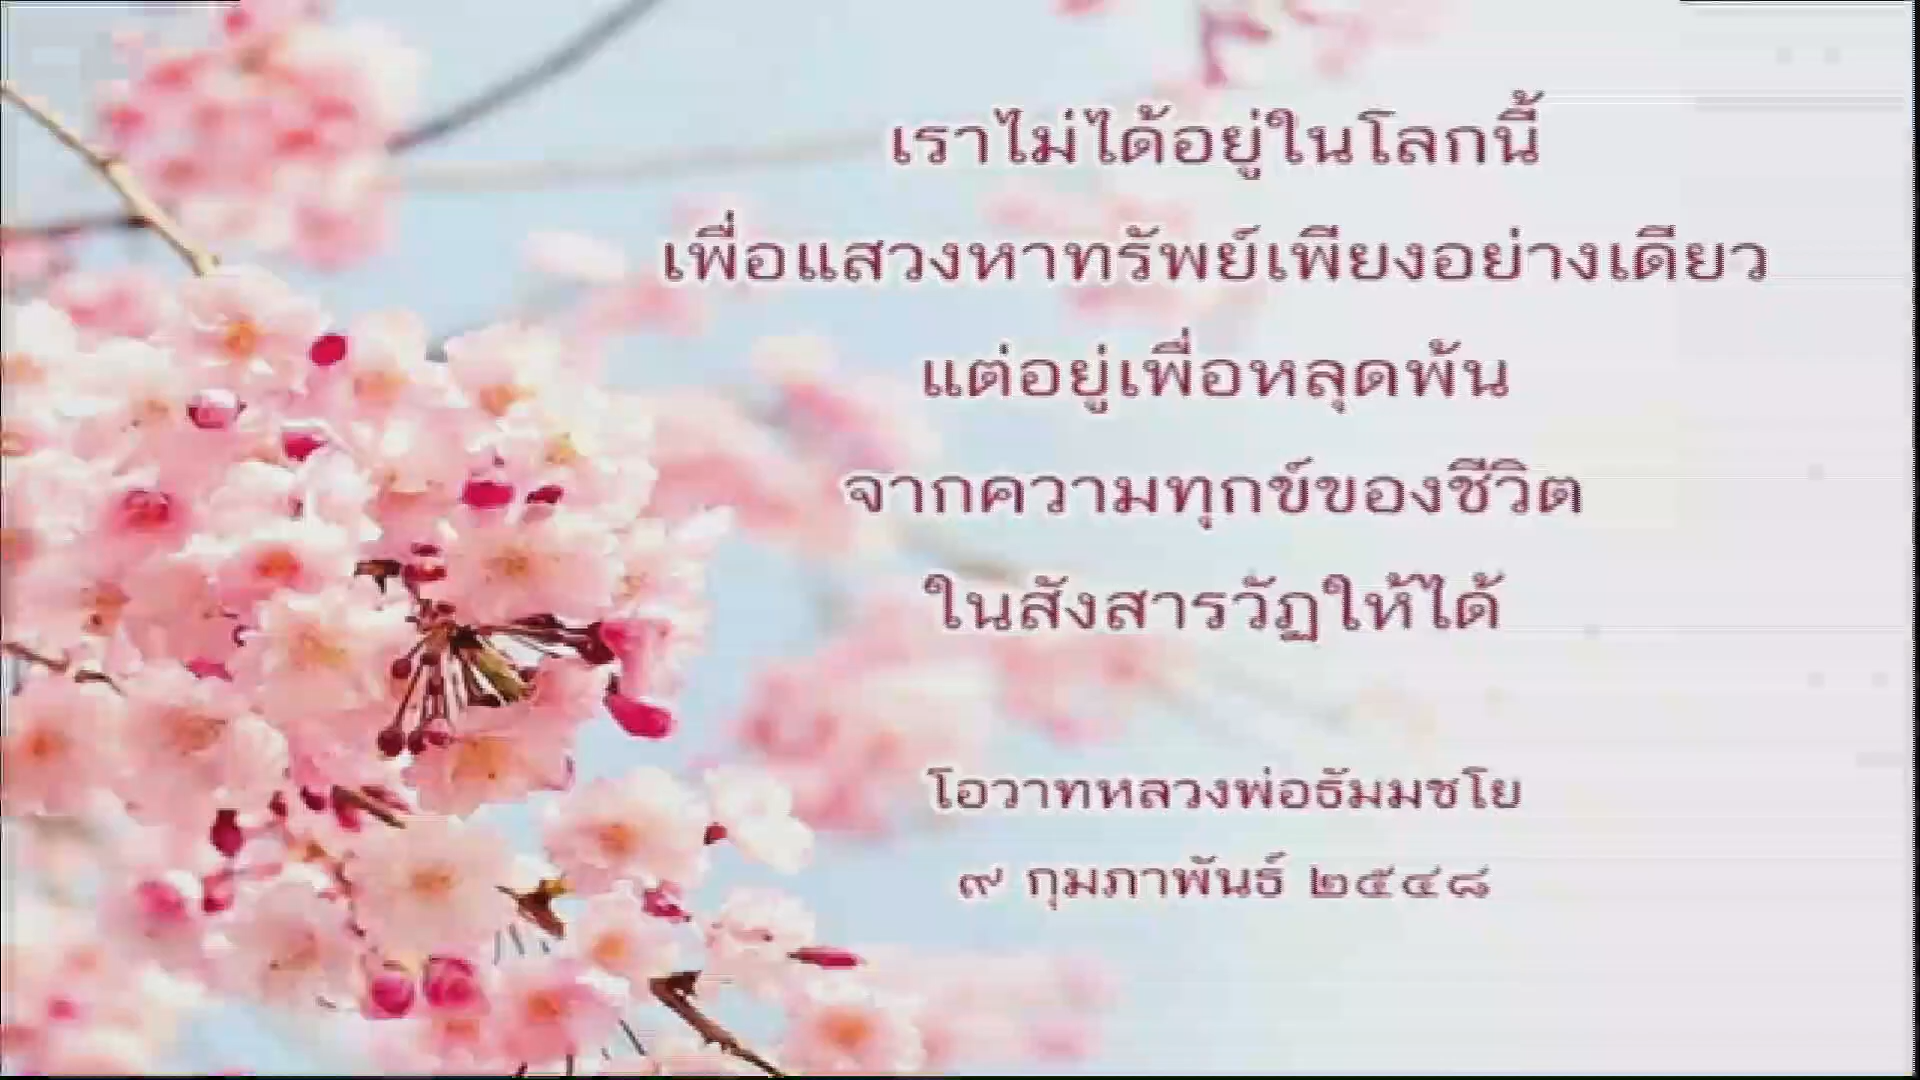 เราไม่ได้อยู่ในโลกนี้
เพื่อแสวงหาทรัพย์เพียงอย่างเดียว
แต่อยู่เพื่อหลุดพ้น
จากความทุกข์ของชีวิต
ในสังสารวัฏให้ได้
โอวาทหลวงพ่อธัมมชโย
๙ กุมภาพันธ์ ๒๕๔๘